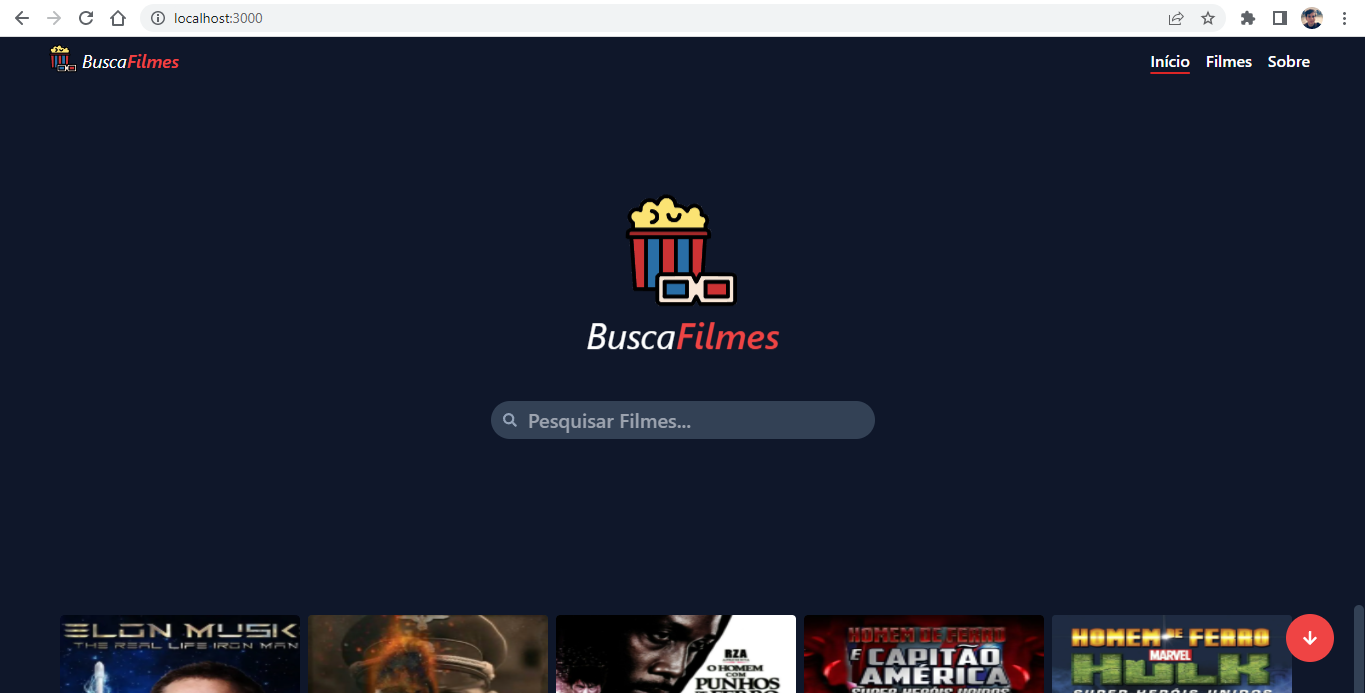 localhost:3000
BuscaFilmes
Início Filmes Sobre
BuscaFilmes
Pesquisar Filmes...
ELON MUSK
THE REAL LIFE IRON MAN
RZA
O HOMEM
COM
PUNHOS
HOMEM DE FERRO
E CAPITÃO
AMÉRICA
SUPER-HERÓIS UNIDOS
HOMEM DE FERRO
MARVEL
HULK
SUPER-HERÓIS UNIDOS